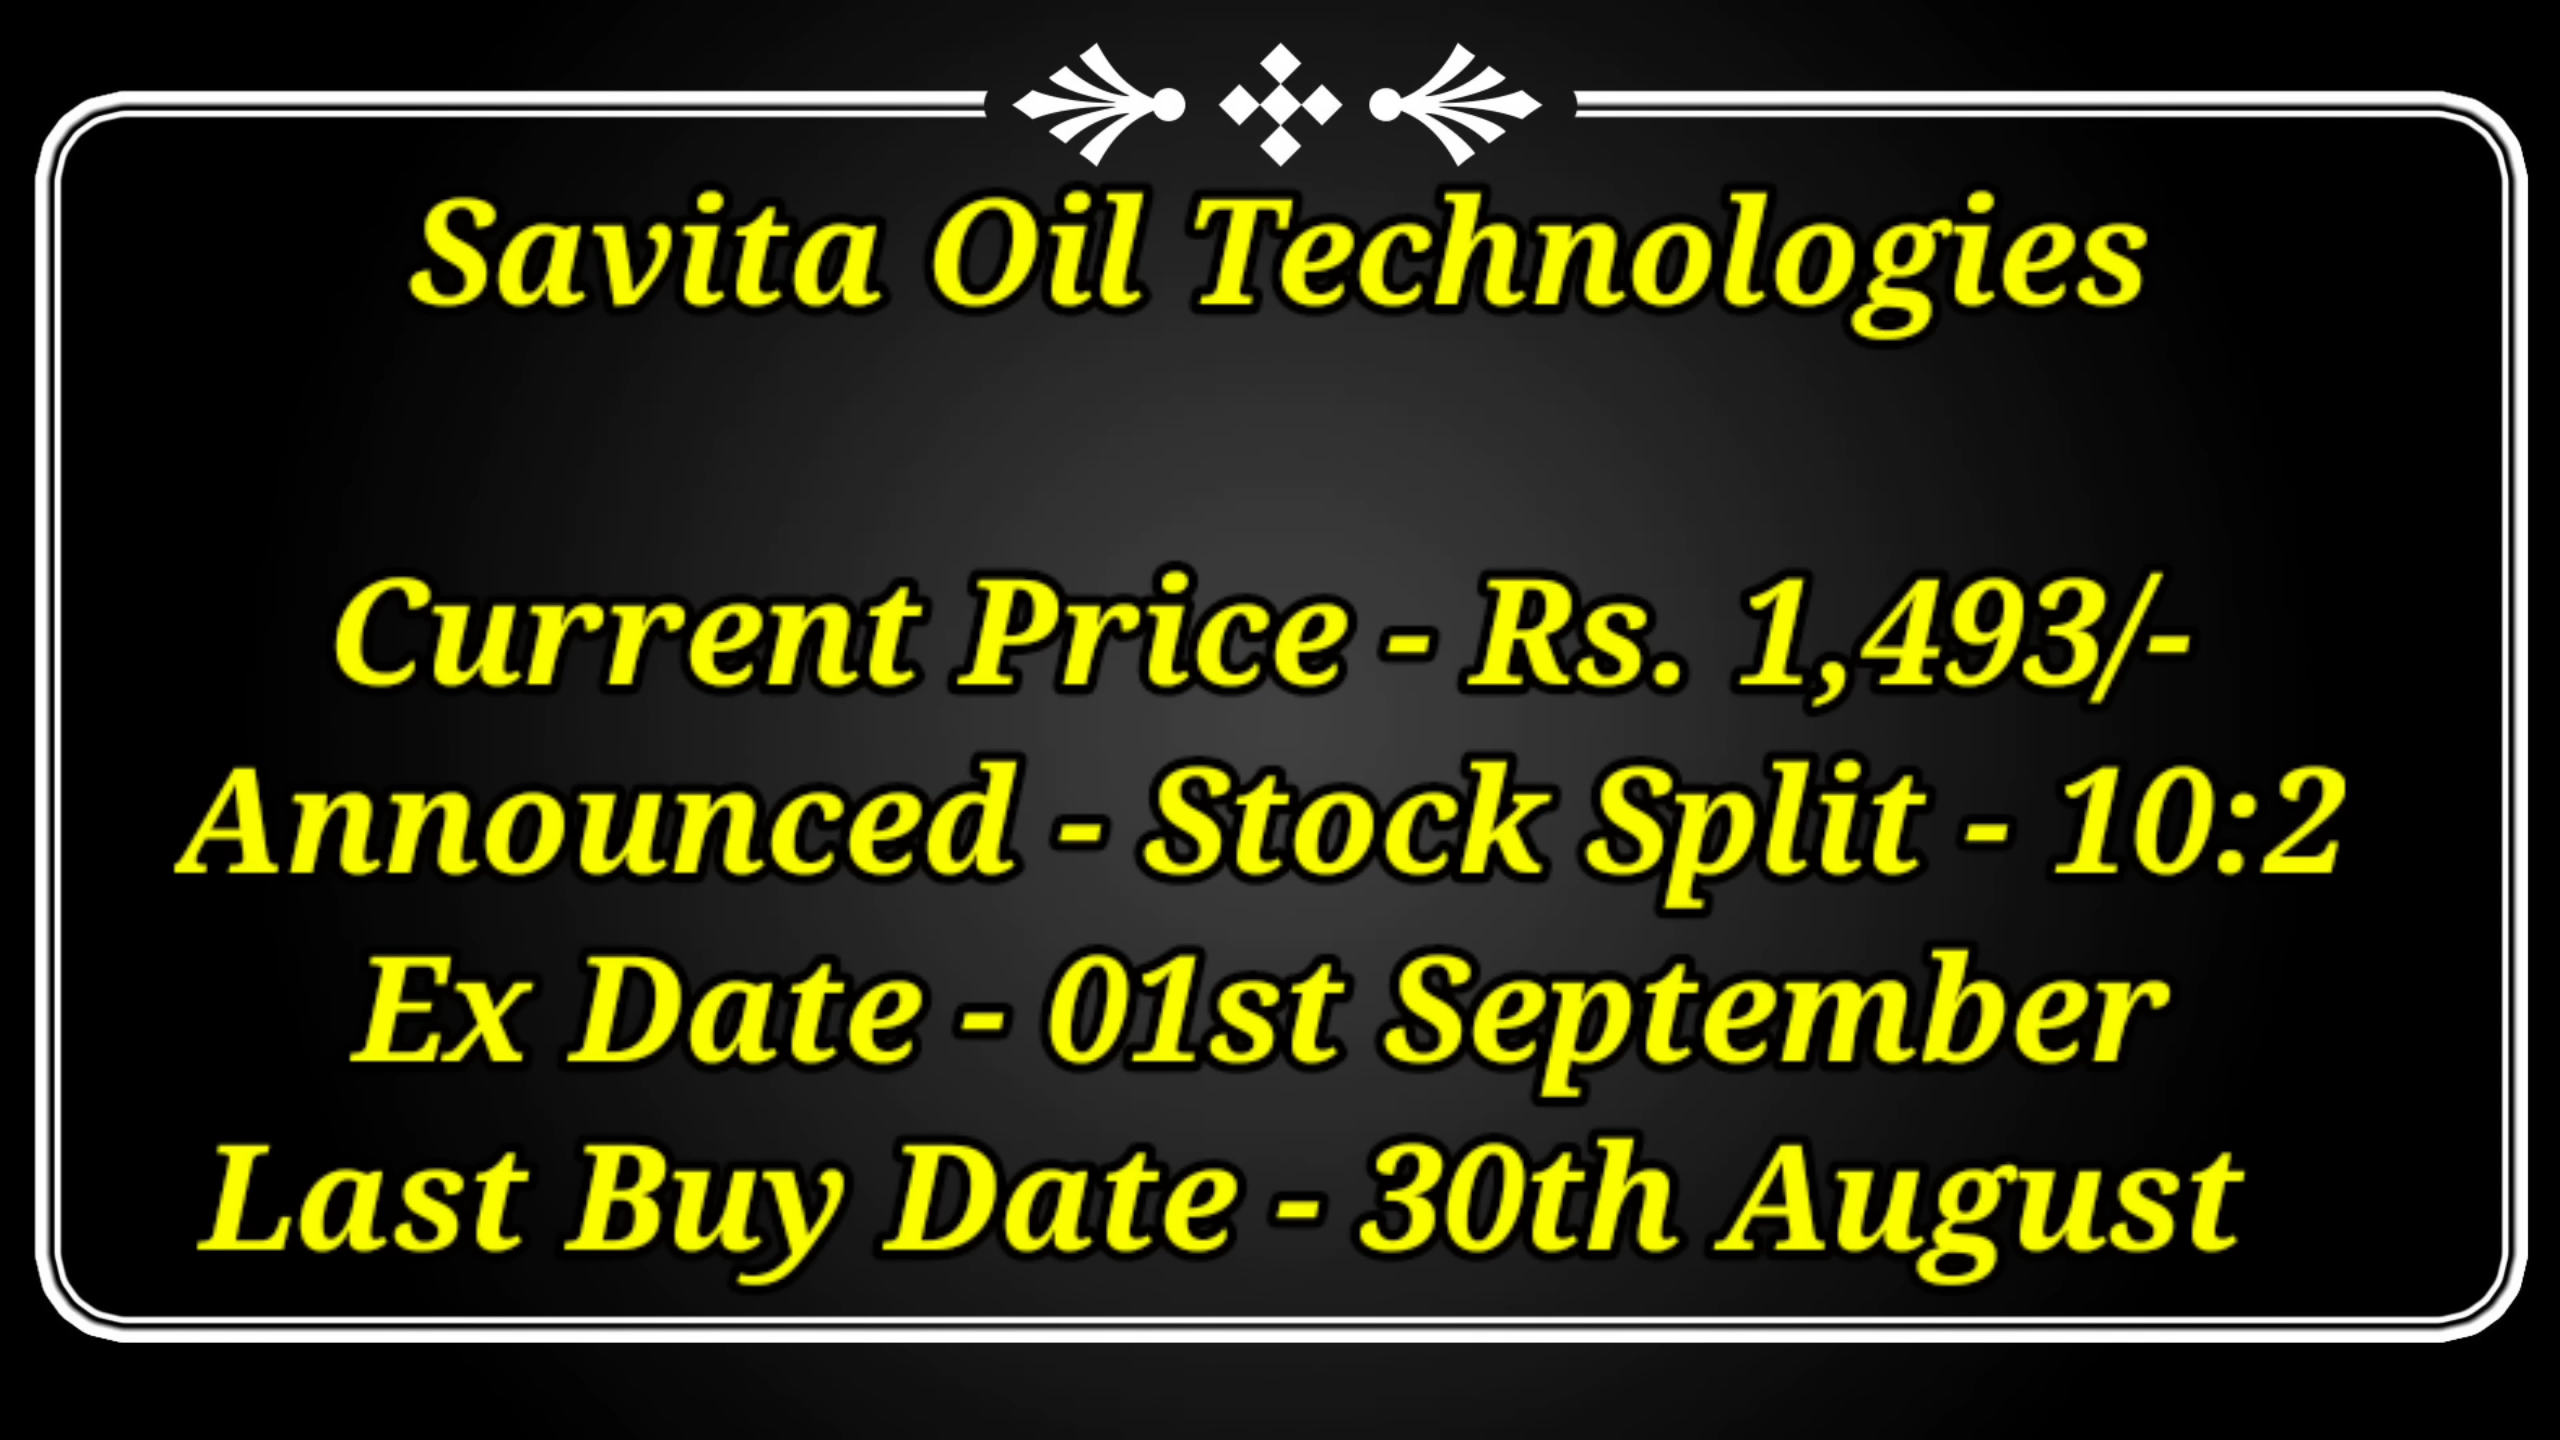 Savita Oil Technologies
Current Price - Rs. 1,493/-
Announced - Stock Split - 10:2
Ex Date - 01st September
Last Buy Date - 30th August